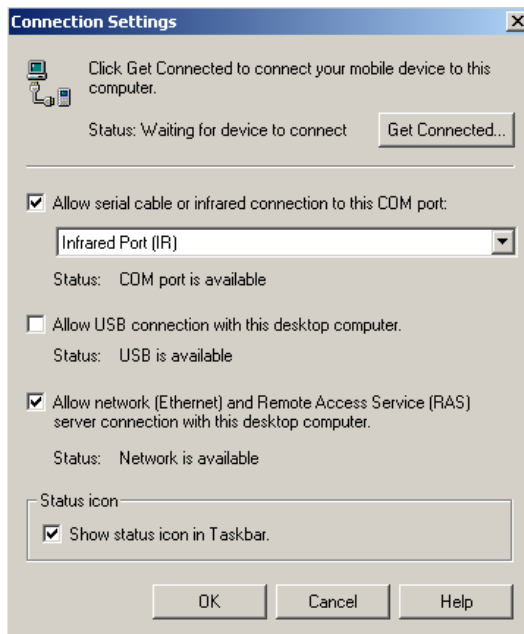 Connection Settings
Click Get Connected to connect your mobile device to this
computer.
Status: Waiting for device to connect
Get Connected...
Allow serial cable or infrared connection to this COM port:
Infrared Port (IR)
Status: COM port is available
Allow USB connection with this desktop computer.
Status: USB is available
Allow network (Ethernet) and Remote Access Service (RAS)
server connection with this desktop computer.
Status: Network is available
Status icon
Show status icon in Taskbar.
OK Cancel Help